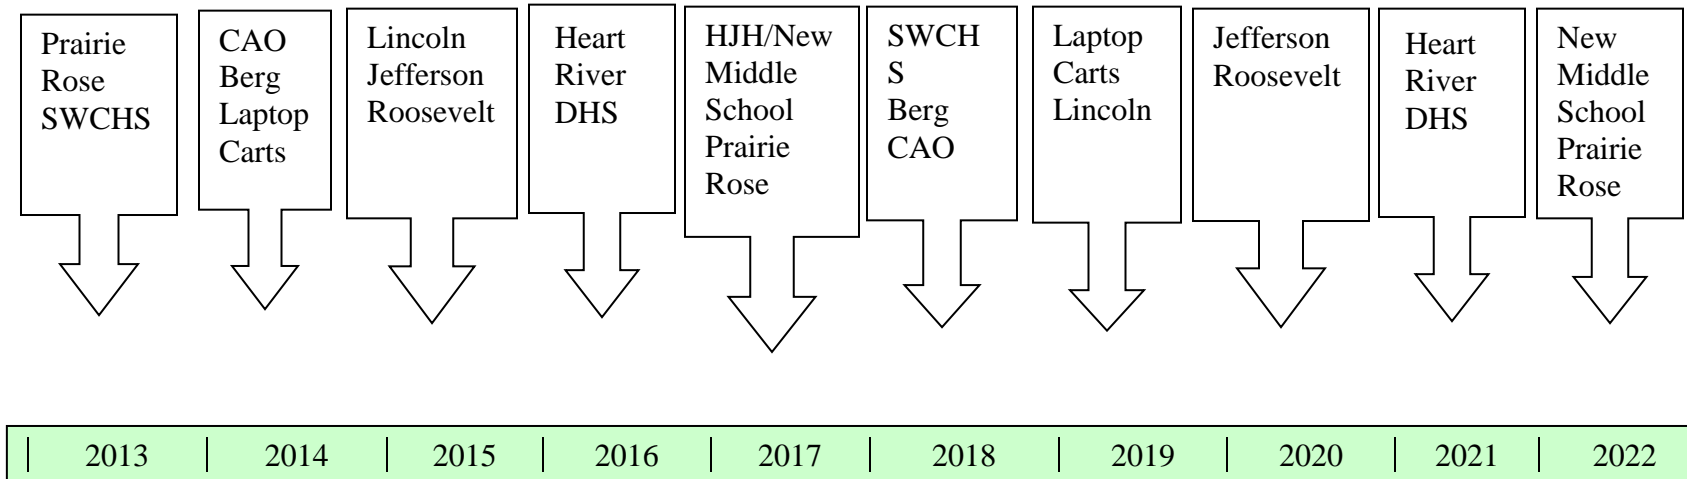 Prairie
Rose
SWCHS
CAO
Berg
Laptop
Carts
Lincoln
Jefferson
Roosevelt
Heart
River
DHS
HJH/New
Middle
School
Prairie
Rose
SWCH
S
Berg
CAO
Laptop
Carts
Lincoln
Jefferson
Roosevelt
Heart
River
DHS
New
Middle
School
Prairie
Rose
| 2013 | 2014 | 2015 | 2016 | 2017 | 2018 | 2019 | 2020 | 2021 | 2022